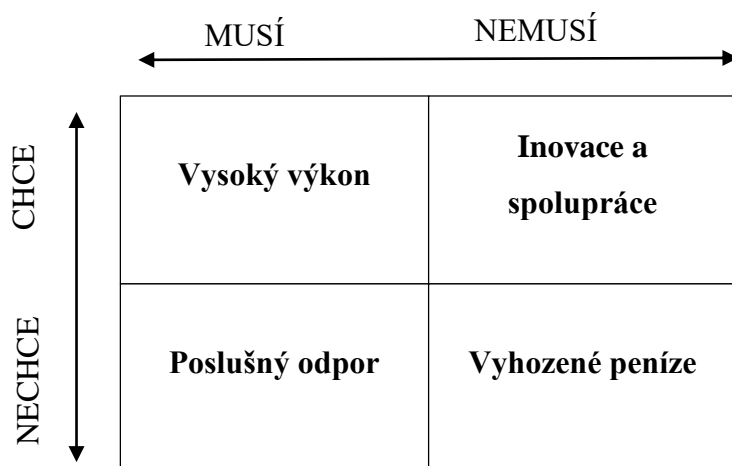 MUSÍ
NEMUSÍ
CHCE
Vysoký výkon
Inovace a
spolupráce
NECHCE
Poslušný odpor
Vyhozené peníze